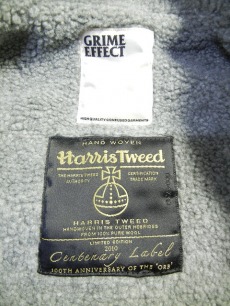 GRIME
EFFECT
HIGH QUALITY GENUINE GARMENTS
HAND WOVEN
Harris Tweed
THE HARRIS TWEED
AUTHORITY
CERTIFICATION
TRADE MARK
HARRIS TWEED
HANDWOVEN IN THE OUTER HEBRIDES
FROM 100% PURE WOOL
LIMITED EDITION
2010
Centenary Label
100TH ANNIVERSARY OF THE "ORB"